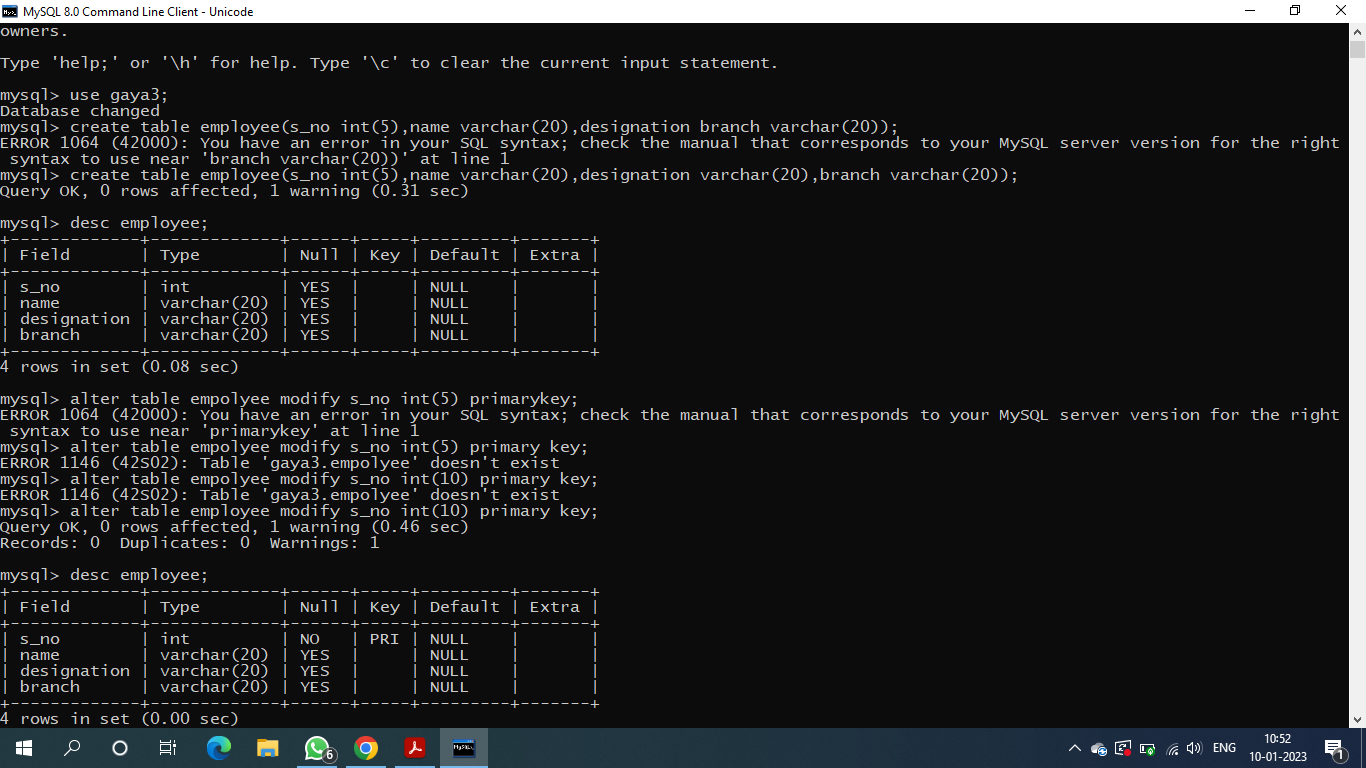 MySQL 8.0 Command Line Client - Unicode
owners.
Type 'help;' or '\h' for help. Type '\c' to clear the current input statement.
mysql> use gaya3;
Database changed
mysql> create table employee(s_no int(5),name varchar(20),designation branch varchar(20));
ERROR 1064 (42000): You have an error in your SQL syntax; check the manual that corresponds to your MySQL server version for the right
 syntax to use near 'branch varchar(20))' at line 1
mysql> create table employee(s_no int(5),name varchar(20),designation varchar(20),branch varchar(20));
Query OK, 0 rows affected, 1 warning (0.31 sec)
mysql> desc employee;
+-------------+-------------+------+-----+---------+-------+
| Field       | Type        | Null | Key | Default | Extra |
+-------------+-------------+------+-----+---------+-------+
| s_no        | int         | YES  |     | NULL    |       |
| name        | varchar(20) | YES  |     | NULL    |       |
| designation | varchar(20) | YES  |     | NULL    |       |
| branch      | varchar(20) | YES  |     | NULL    |       |
+-------------+-------------+------+-----+---------+-------+
4 rows in set (0.08 sec)
mysql> alter table empolyee modify s_no int(5) primarykey;
ERROR 1064 (42000): You have an error in your SQL syntax; check the manual that corresponds to your MySQL server version for the right
 syntax to use near 'primarykey' at line 1
mysql> alter table empolyee modify s_no int(5) primary key;
ERROR 1146 (42S02): Table 'gaya3.empolyee' doesn't exist
mysql> alter table empolyee modify s_no int(10) primary key;
ERROR 1146 (42S02): Table 'gaya3.empolyee' doesn't exist
mysql> alter table employee modify s_no int(10) primary key;
Query OK, 0 rows affected, 1 warning (0.46 sec)
Records: 0  Duplicates: 0  Warnings: 1
mysql> desc employee;
+-------------+-------------+------+-----+---------+-------+
| Field       | Type        | Null | Key | Default | Extra |
+-------------+-------------+------+-----+---------+-------+
| s_no        | int         | NO   | PRI | NULL    |       |
| name        | varchar(20) | YES  |     | NULL    |       |
| designation | varchar(20) | YES  |     | NULL    |       |
| branch      | varchar(20) | YES  |     | NULL    |       |
+-------------+-------------+------+-----+---------+-------+
4 rows in set (0.00 sec)
6
MySQL
ENG
10:52
10-01-2023
1